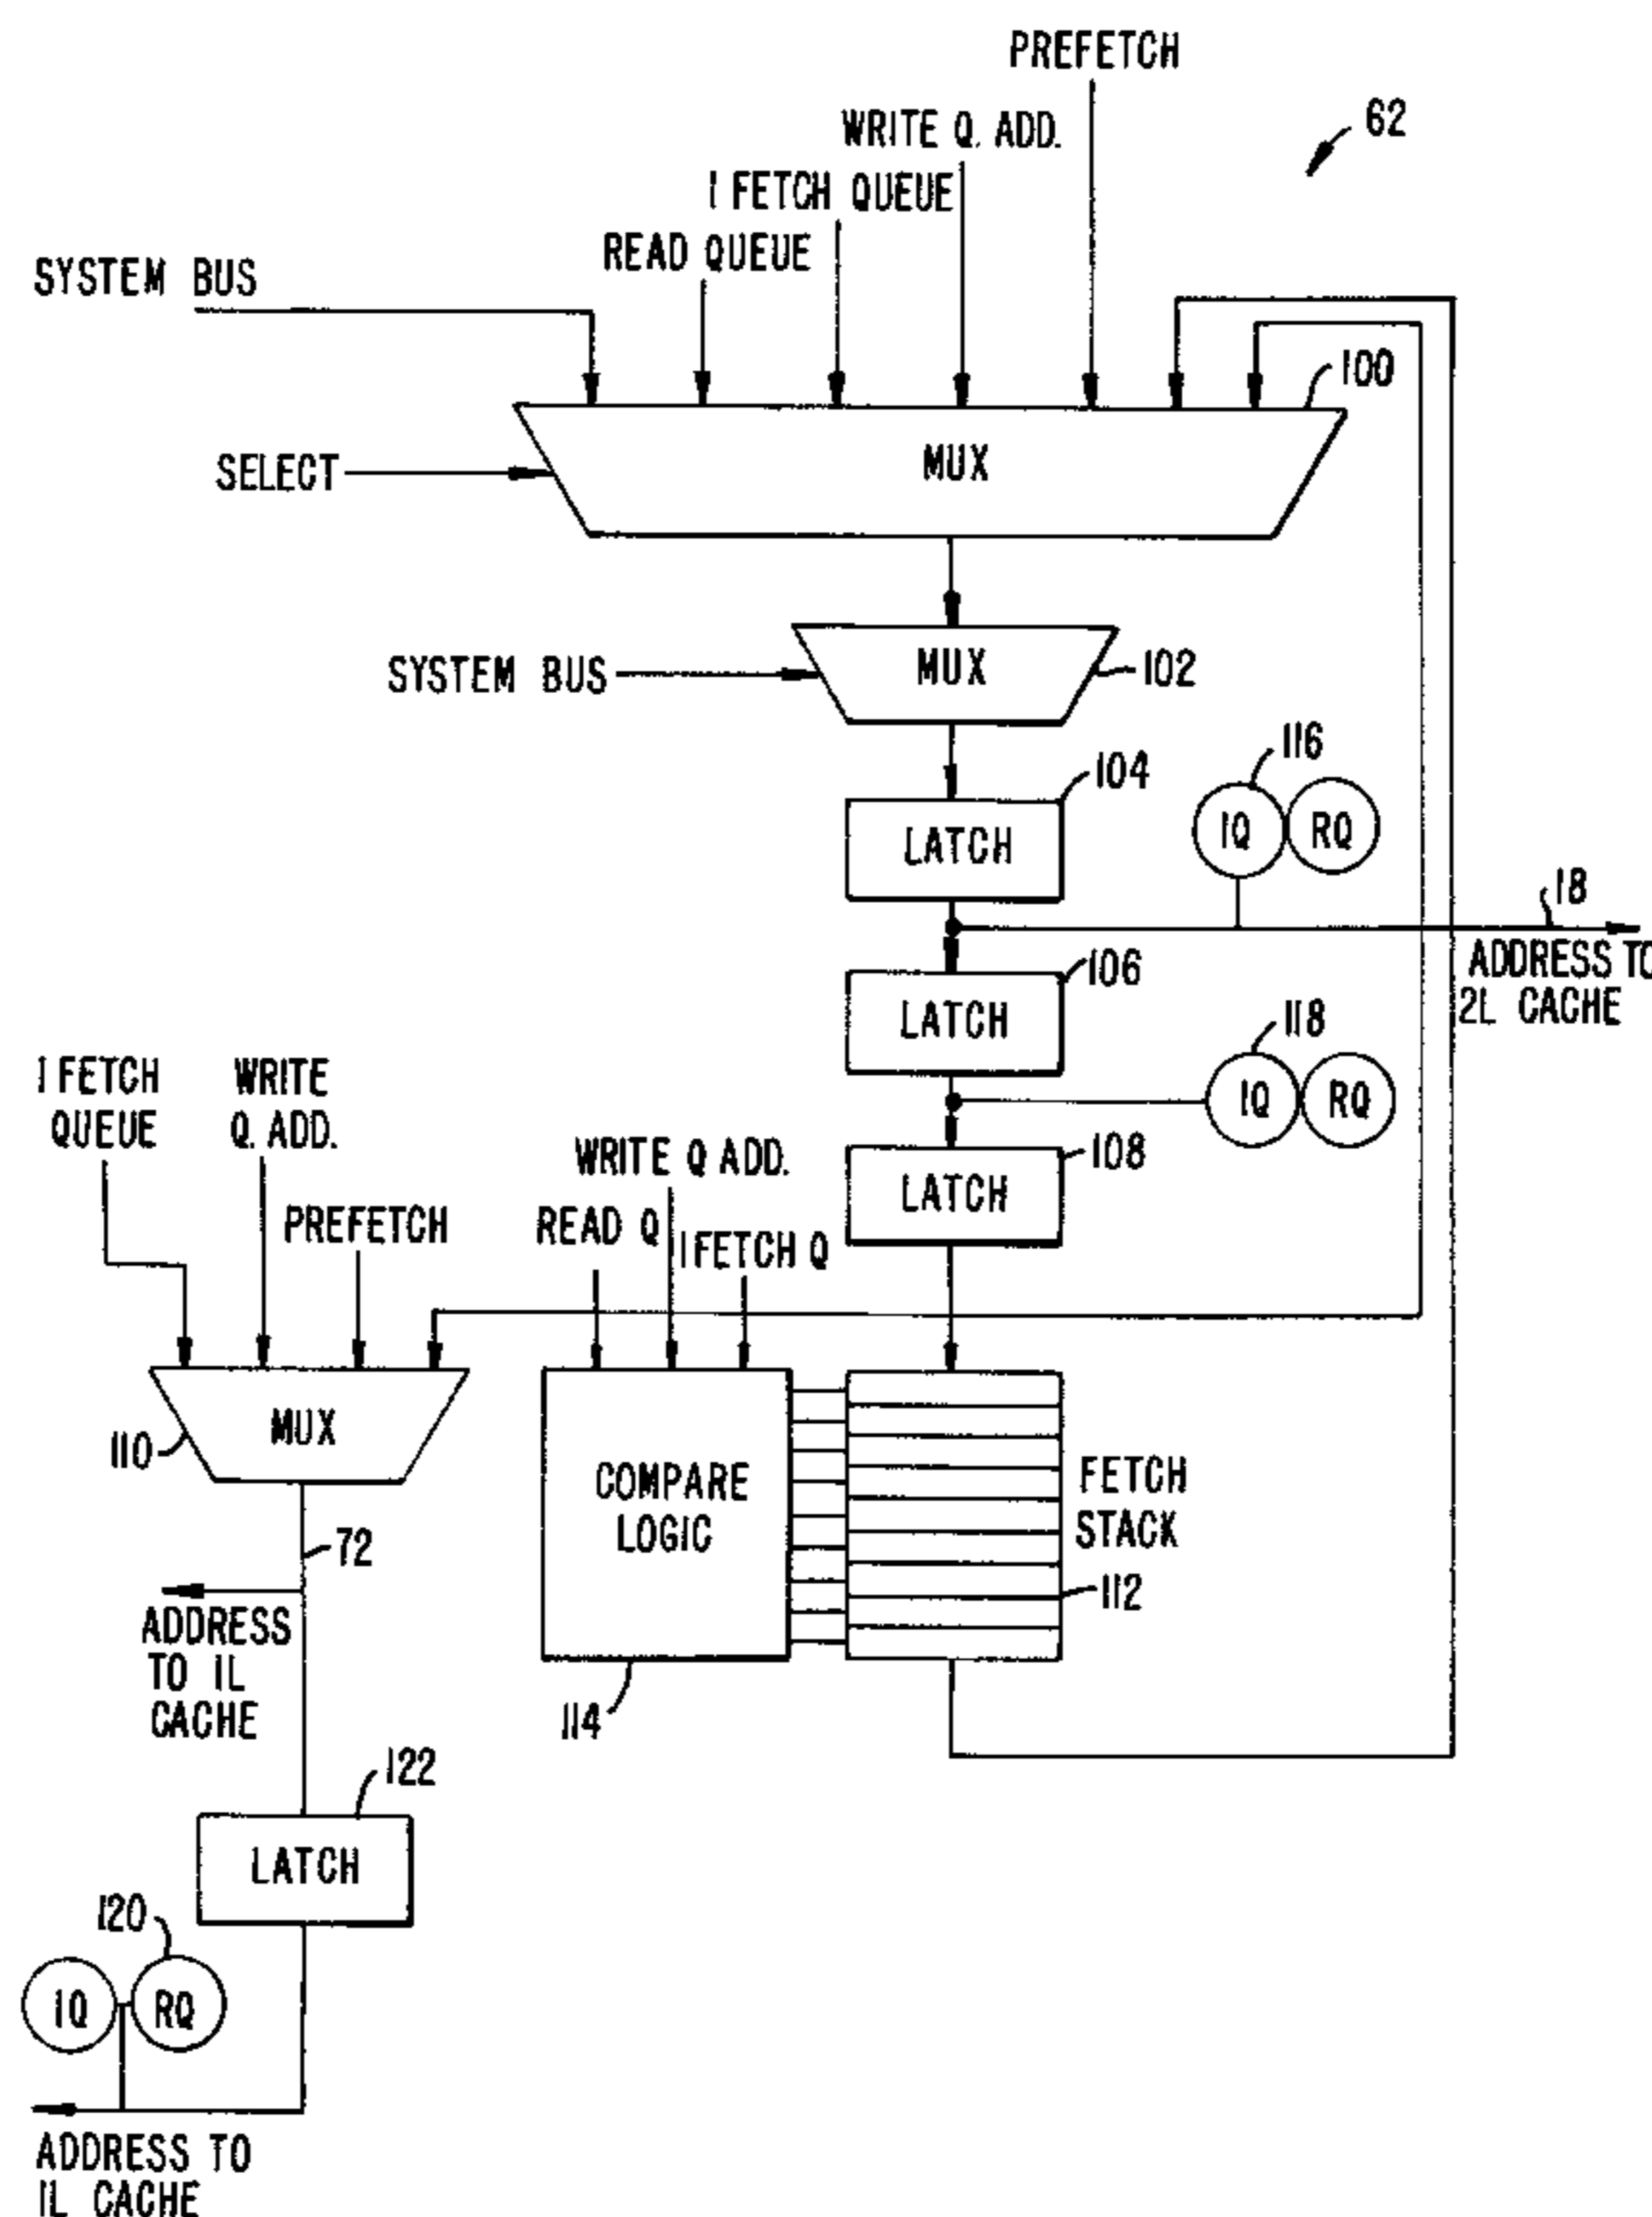 PREFETCH
62
WRITE Q. ADD.
I FETCH QUEUE
READ QUEUE
SYSTEM BUS
100
MUX
SELECT
MUX
102
SYSTEM BUS
116
104
IQ
RQ
LATCH
18
ADDRESS TO
2L CACHE
106
LATCH
118
I FETCH
QUEUE
WRITE
Q. ADD.
IQ
RQ
WRITE Q ADD.
108
LATCH
PREFETCH
READ Q
I FETCH Q
MUX
110
COMPARE
LOGIC
FETCH
STACK
72
112
ADDRESS
TO 1L
CACHE
114
122
LATCH
120
IQ
RQ
ADDRESS TO
1L CACHE